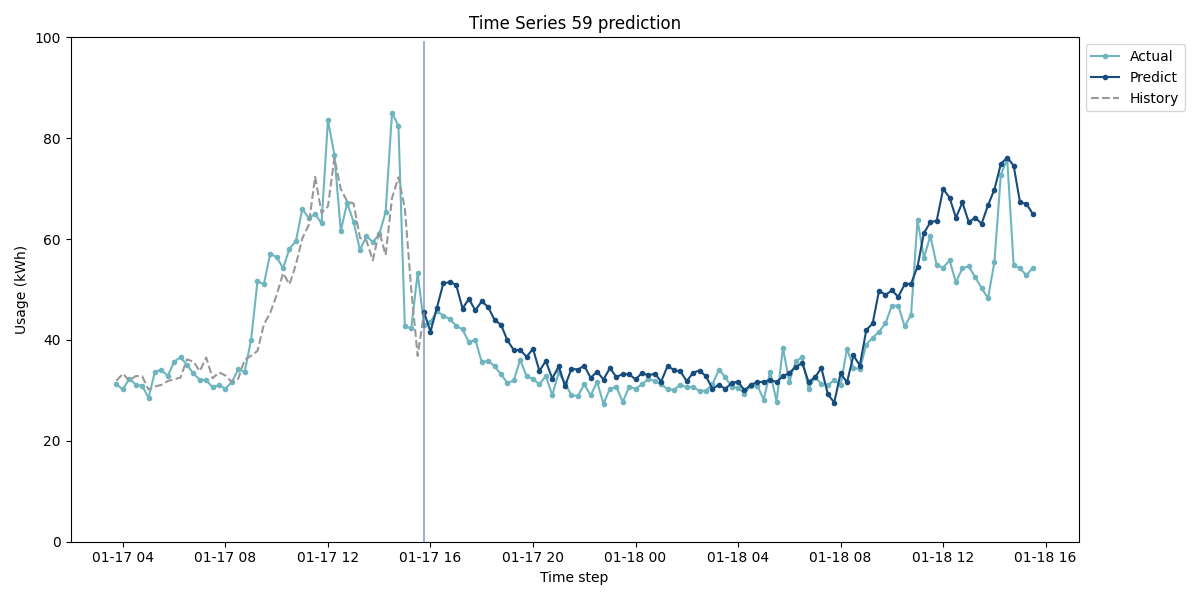 Time Series 59 prediction
100
80
60
40
20
0
Usage (kWh)
01-17 04
01-17 08
01-17 12
01-17 16
01-17 20
01-18 00
01-18 04
01-18 08
01-18 12
01-18 16
Time step
Actual
Predict
History